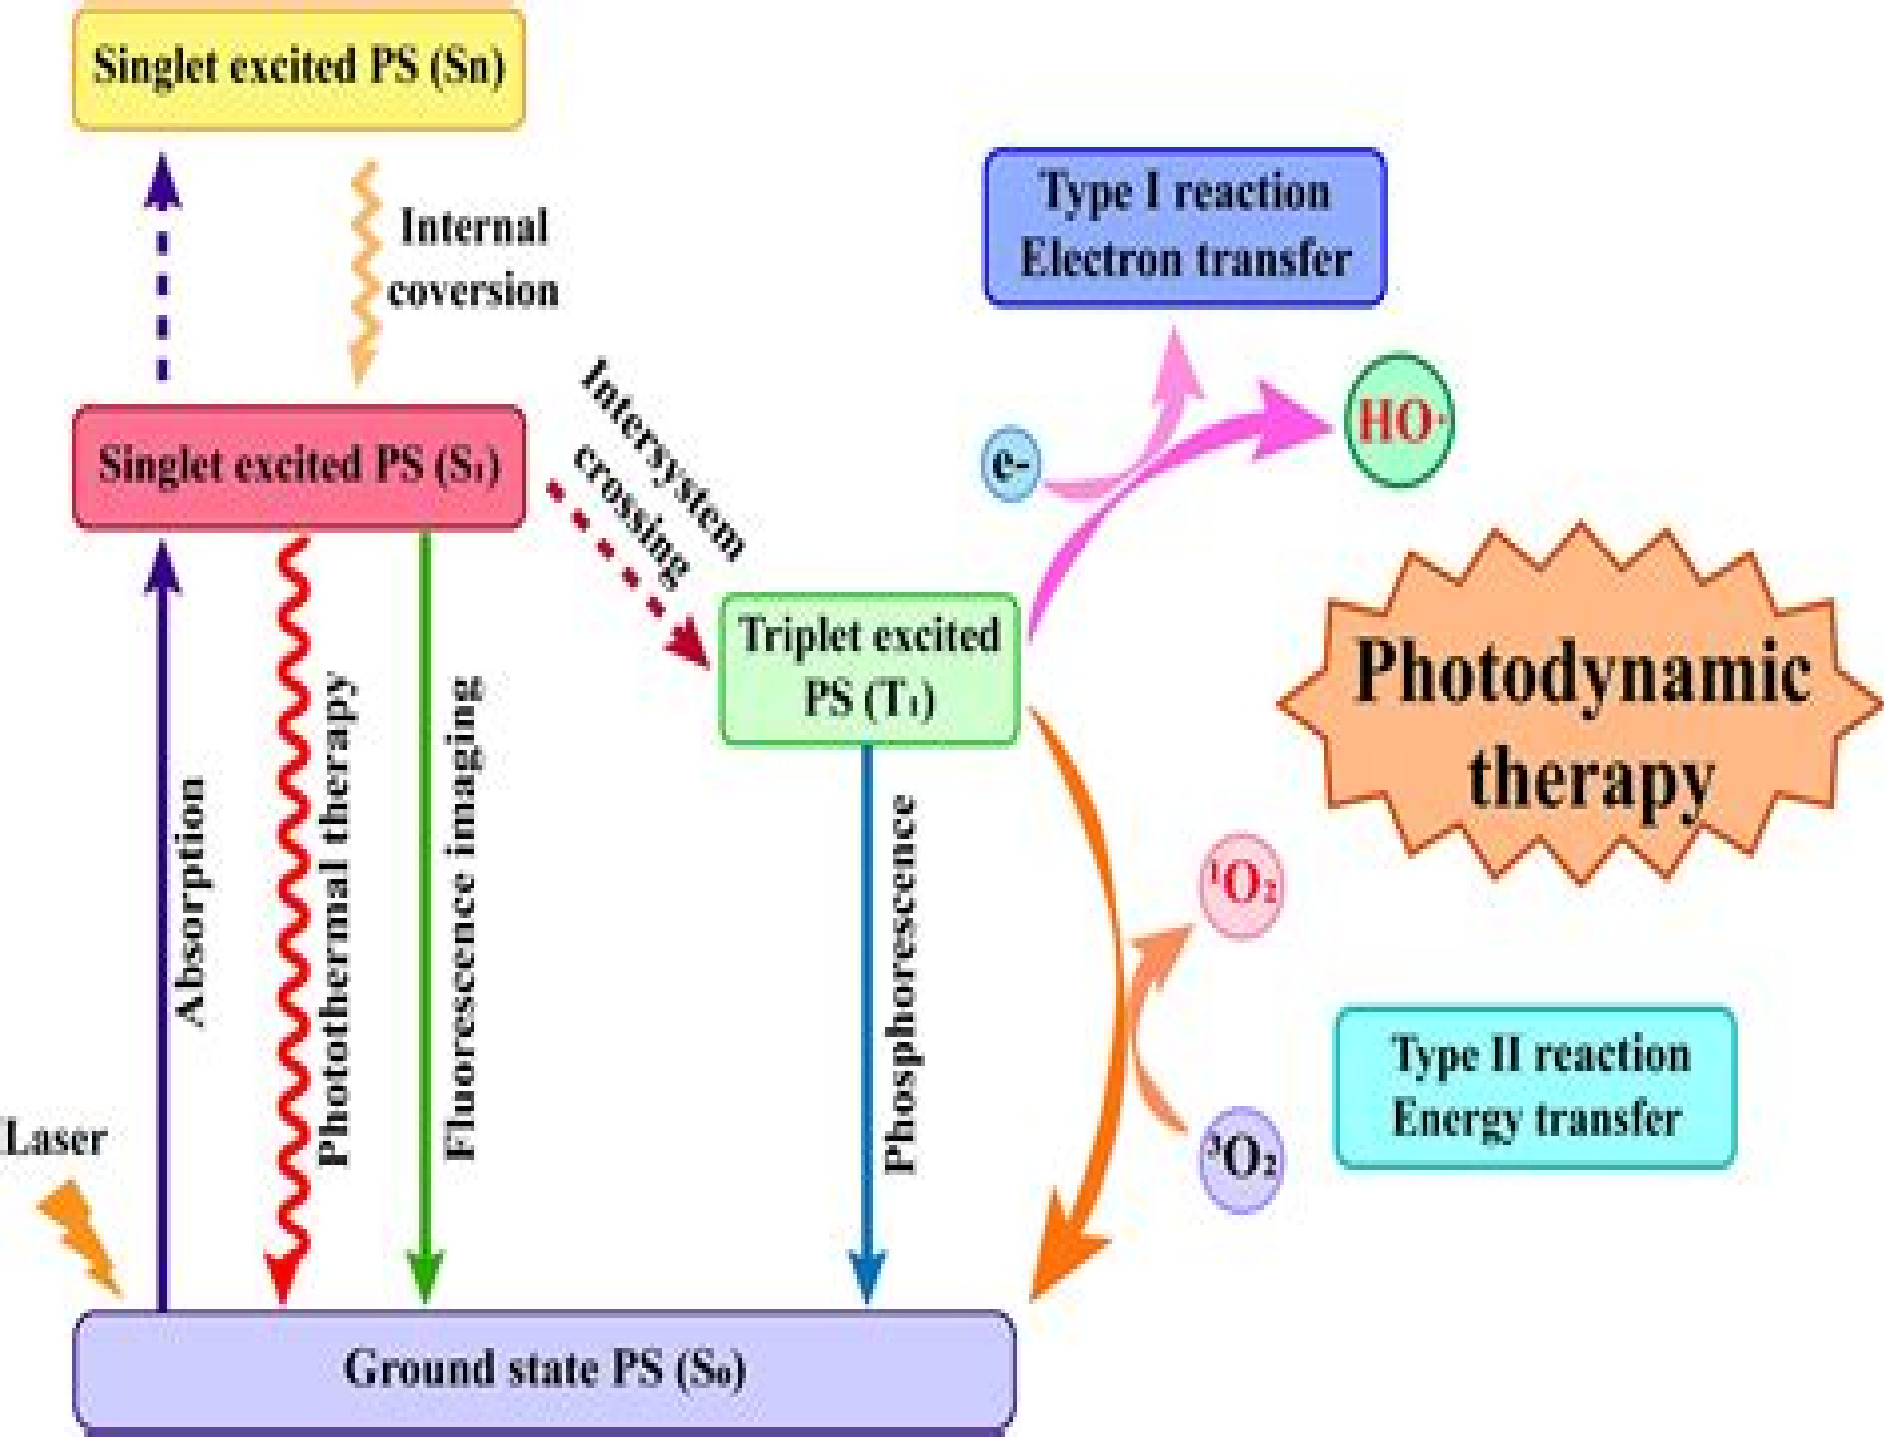 Singlet excited PS (Sn)
Internal
coversion
Type I reaction
Electron transfer
Intersystem
crossing
e-
HO·
Singlet excited PS (S₁)
Triplet excited
PS (T₁)
Photodynamic
therapy
Absorption
Photothermal therapy
Fluorescence imaging
Phosphorescence
¹O₂
Type II reaction
Energy transfer
³O₂
Laser
Ground state PS (S₀)